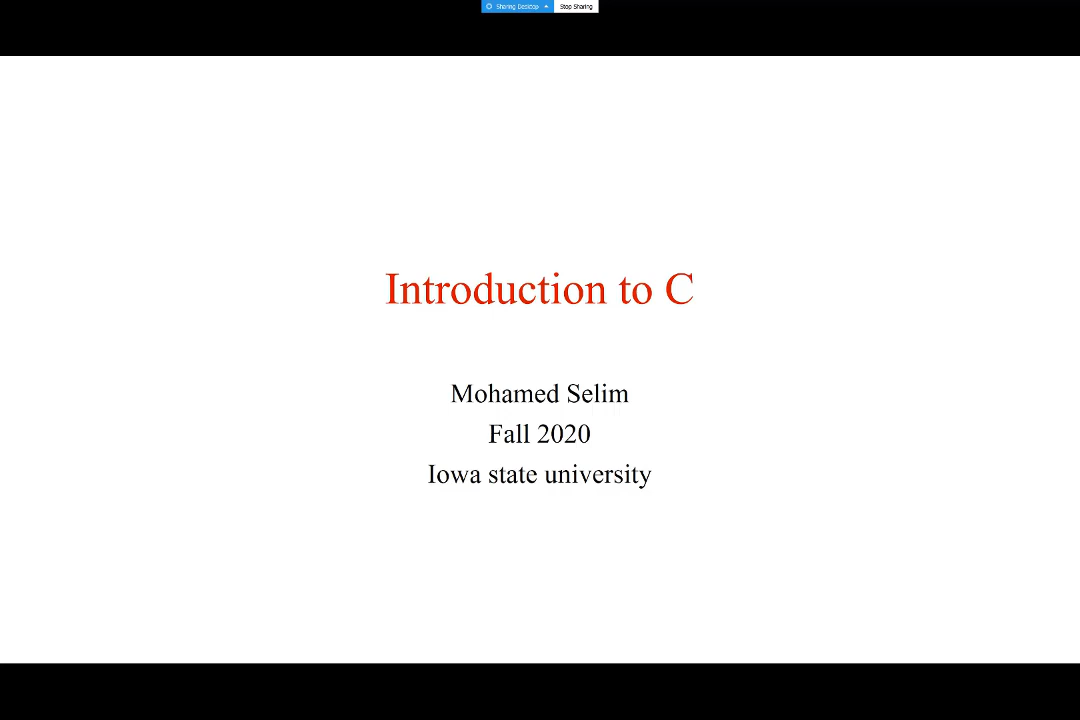 Sharing Desktop Stop Sharing
Introduction to C
Mohamed Selim
Fall 2020
Iowa state university